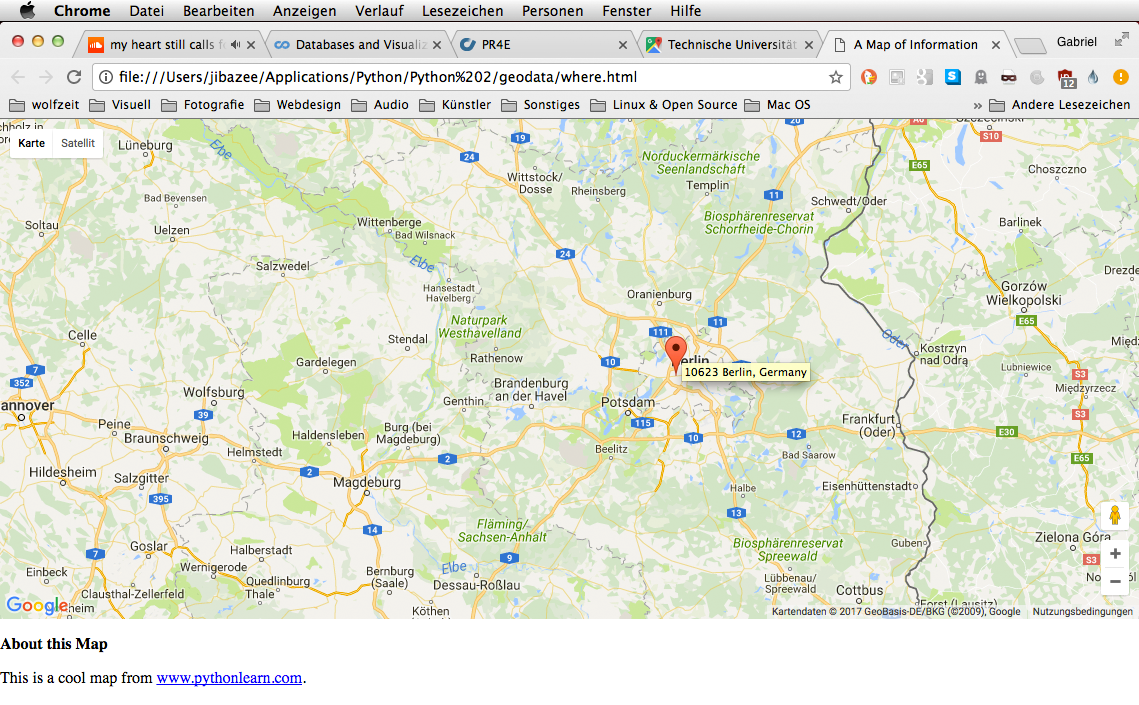 Chrome Datei Bearbeiten Anzeigen Verlauf Lesezeichen Personen Fenster Hilfe
my heart still calls f
Databases and Visualiz
PR4E
Technische Universität
A Map of Information
Gabriel
file:///Users/jibazee/Applications/Python/Python%202/geodata/where.html
12
wolfzeit Visuell Fotografie Webdesign Audio Künstler Sonstiges Linux & Open Source Mac OS » Andere Lesezeichen
Karte Satellit
Lüneburg
Elbe
19
24
20
A0
S10
E65
Norduckermärkische
Seenlandschaft
Wittstock/
Dosse
Rheinsberg
Templin
11
Choszczno
Bad Bevensen
Schwedt/Oder
Soltau
Uelzen
Wittenberge
Bad Wilsnack
Biosphärenreservat
Schorfheide-Chorin
Barlinek
24
Salzwedel
Elbe
Hansestadt
Havelberg
Oranienburg
Gorzów
Wielkopolski
E65
Celle
Stendal
Naturpark
Westhavelland
111
11
Oder
Kostrzyn
nad Odrą
Rathenow
10
erlin
10623 Berlin, Germany
Gardelegen
7
352
Wolfsburg
Brandenburg
an der Havel
Lubniewice
S3
Międzyrzecz
annover
39
Genthin
Potsdam
115
S3
Peine
Braunschweig
Haldensleben
Burg (bei
Magdeburg)
10
12
Frankfurt
(Oder)
E30
Helmstedt
2
2
Beelitz
Bad Saarow
E65
Hildesheim
Salzgitter
Magdeburg
Halbe
Eisenhüttenstadt
395
14
13
Fläming/
Sachsen-Anhalt
Biosphärenreservat
Spreewald
Guben
Zielona Góra
S3
Goslar
7
Halberstadt
Wernigerode
9
Einbeck
Quedlinburg
Thale
Bernburg
(Saale)
Elbe
Dessau-Roßlau
Lübbenau/
Spreewald
Cottbus
Clausthal-Zellerfeld
Köthen
Forst (Lausitz)
+
−
Google
Kartendaten © 2017 GeoBasis-DE/BKG (©2009), Google Nutzungsbedingungen
About this Map
This is a cool map from www.pythonlearn.com.